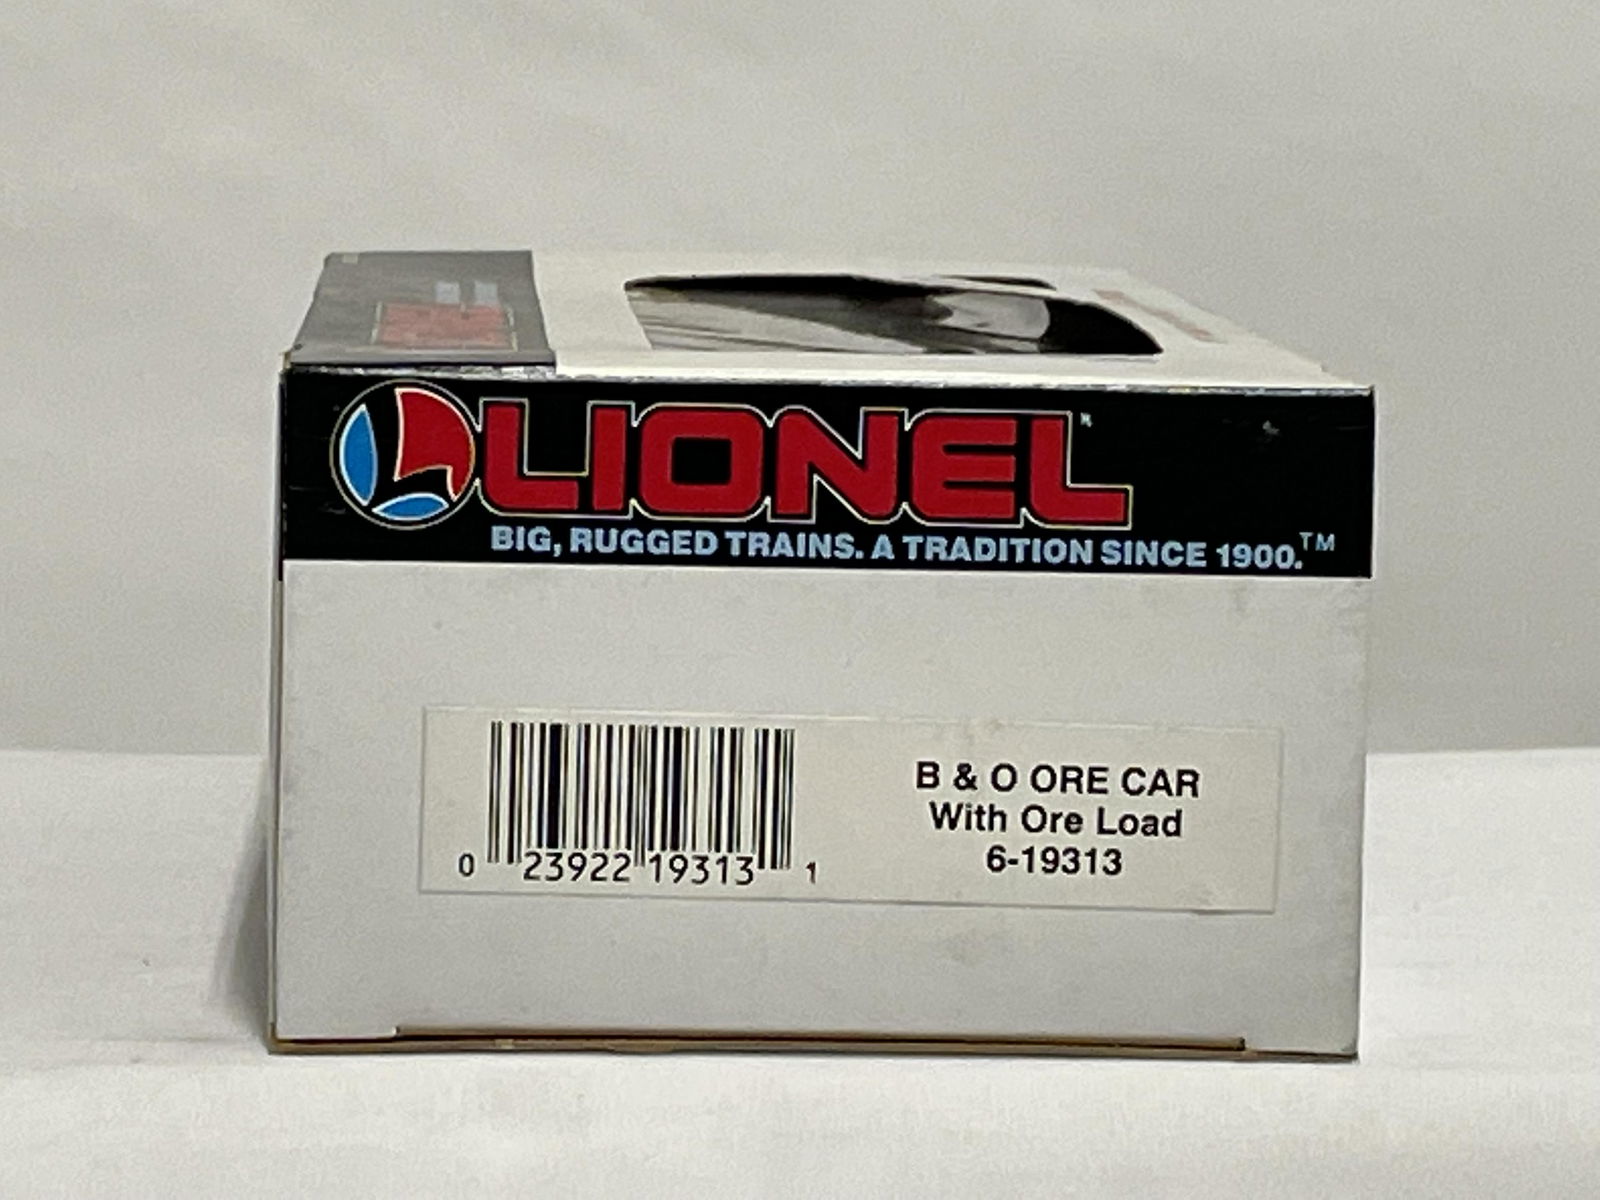 LIONEL
BIG, RUGGED TRAINS. A TRADITION SINCE 1900.™
B & O ORE CAR
With Ore Load
6-19313
0 23922 19313 1